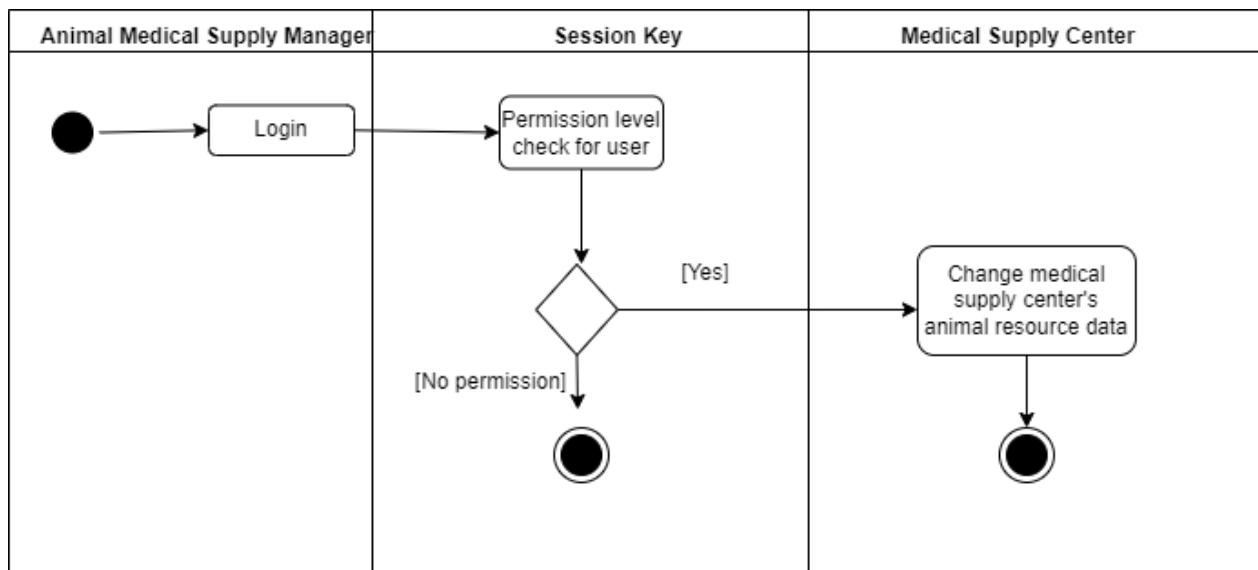 Animal Medical Supply Manager
Session Key
Medical Supply Center
Login
Permission level
check for user
[Yes]
Change medical
supply center's
animal resource data
[No permission]